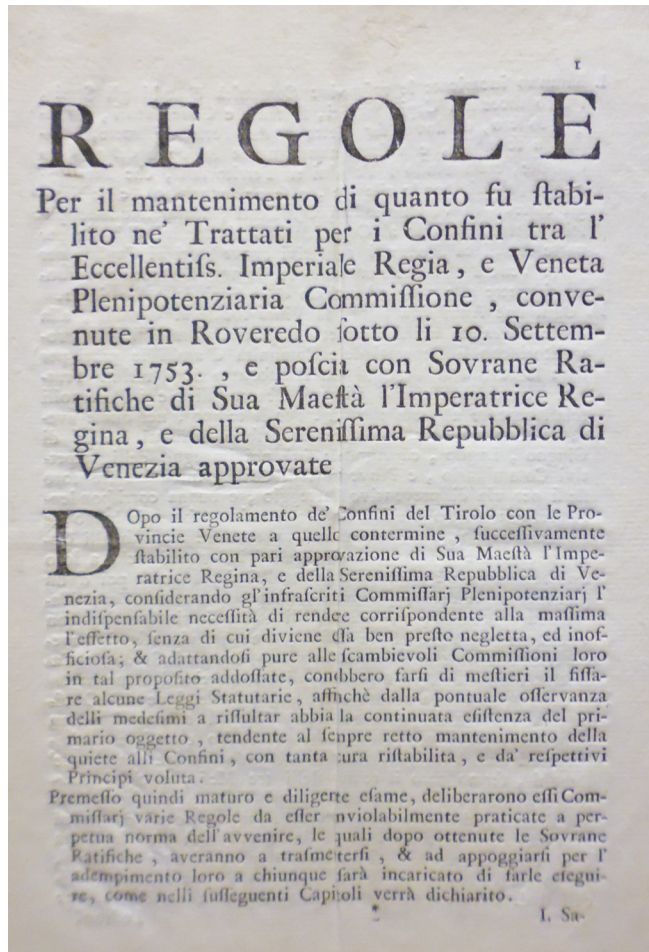 1
REGOLE
Per il mantenimento di quanto fu ſtabi-
lito ne' Trattati per i Confini tra l'
Eccellentiſs. Imperiale Regia, e Veneta
Plenipotenziaria Commiſſione, conve-
nute in Roveredo ſotto li 10. Settem-
bre 1753., e poſcia con Sovrane Ra-
tifiche di Sua Maeſtà l'Imperatrice Re-
gina, e della Sereniſſima Repubblica di
Venezia approvate
DOpo il regolamento de' Confini del Tirolo con le Pro-
vincie Venete a quelle contermine, ſucceſſivamente
ſtabilito con pari approvazione di Sua Maeſtà l'Impe-
ratrice Regina, e della Sereniſſima Repubblica di Ve-
nezia, conſiderando gl'infraſcriti Commiſſarj Plenipotenziarj l'
indiſpenſabile neceſſità di rendere corriſpondente alla maſſima
l'effetto, ſenza di cui diviene eſſa ben preſto negletta, ed inof-
ficioſa; & adattandoſi pure alle ſcambievoli Commiſſioni loro
in tal propoſito addoſſate, conobbero farſi di meſtieri il fiſſa-
re alcune Leggi Statutarie, affinchè dalla pontuale oſſervanza
delli medeſimi a riſſultar abbia la continuata eſiſtenza del pri-
mario oggetto, tendente al ſempre retto mantenimento della
quiete alli Confini, con tanta cura riſtabilita, e da' reſpettivi
Principi voluta.
Premeſſo quindi maturo e diligente eſame, deliberarono eſſi Com-
miſſarj varie Regole da eſſer inviolabilmente praticate a per-
petua norma dell'avvenire, le quali dopo ottenute le Sovrane
Ratifiche, averanno a traſmeterſi, & ad appoggiarſi per l'
adempimento loro a chiunque ſarà incaricato di farle eſegui-
re, come nelli ſuſſeguenti Capitoli verrà dichiarito.
* I. Sa-